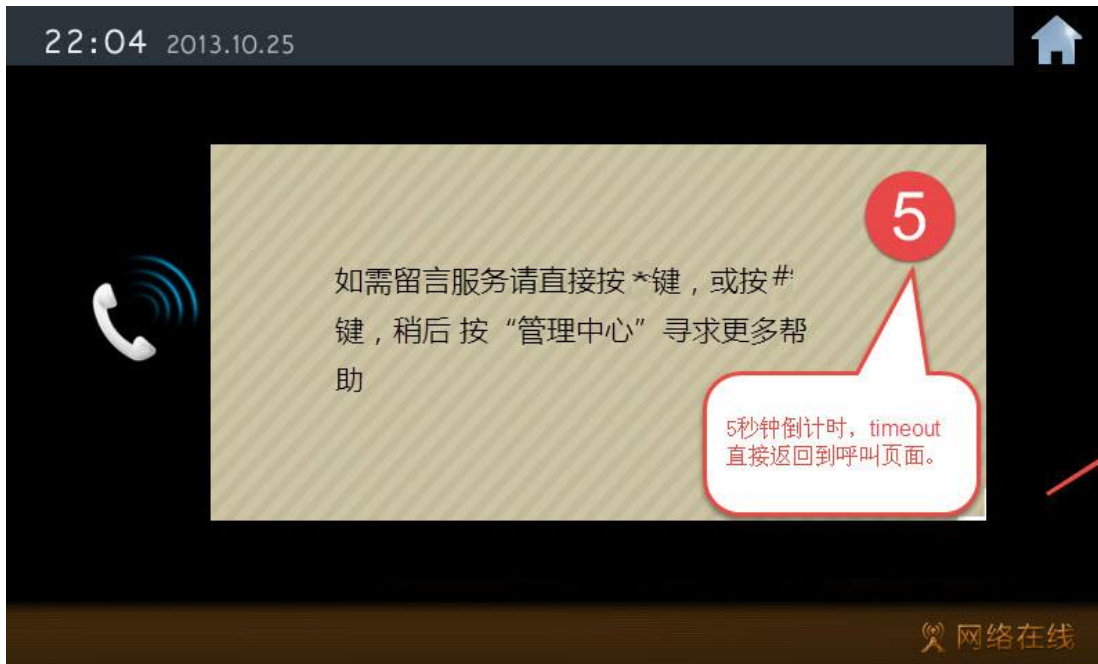 22:04 2013.10.25
5
如需留言服务请直接按 *键，或按 #
键，稍后 按“管理中心”寻求更多帮
助
5秒钟倒计时，timeout
直接返回到呼叫页面。
网络在线